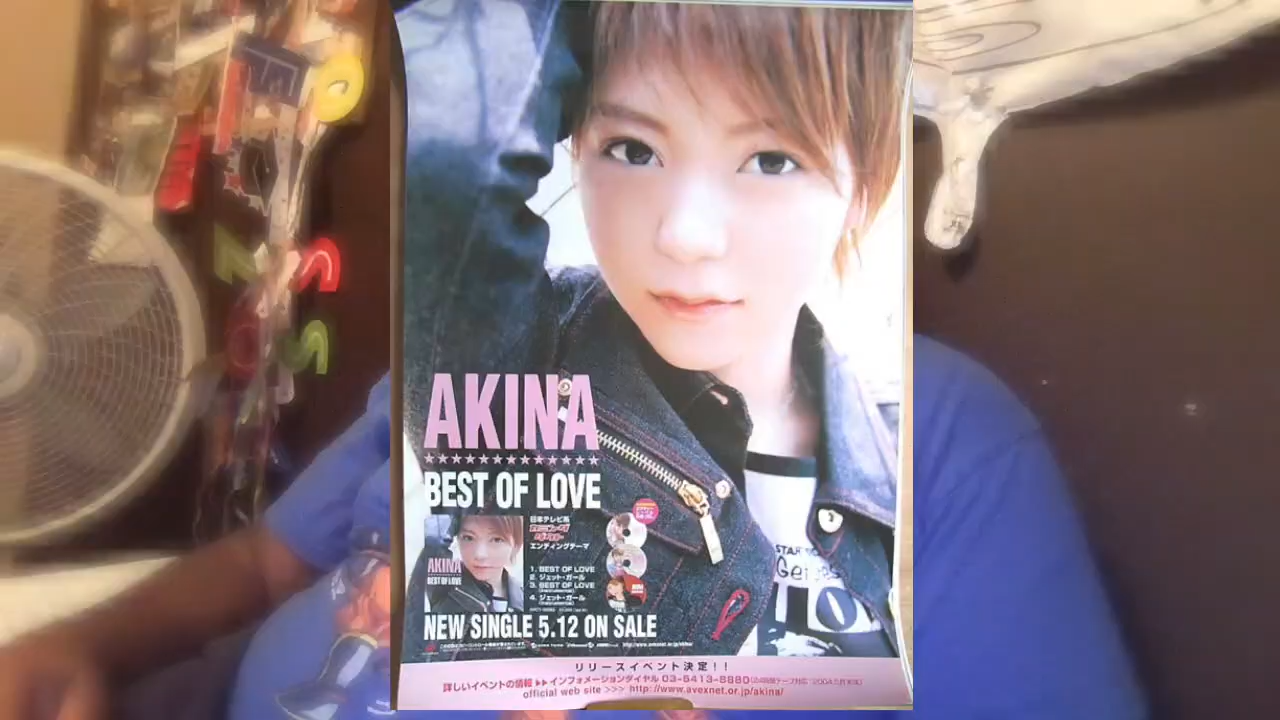 AKINA
BEST OF LOVE
日本テレビ系
エンディングテーマ
AKINA
BEST OF LOVE
1. BEST OF LOVE
2. ジェット・ガール
3. BEST OF LOVE
4. ジェット・ガール
NEW SINGLE 5.12 ON SALE
リリースイベント決定!!
詳しいイベントの情報 ▶▶ インフォメーションダイヤル 03-5413-8880
official web site >>> http://www.avexnet.or.jp/akina/